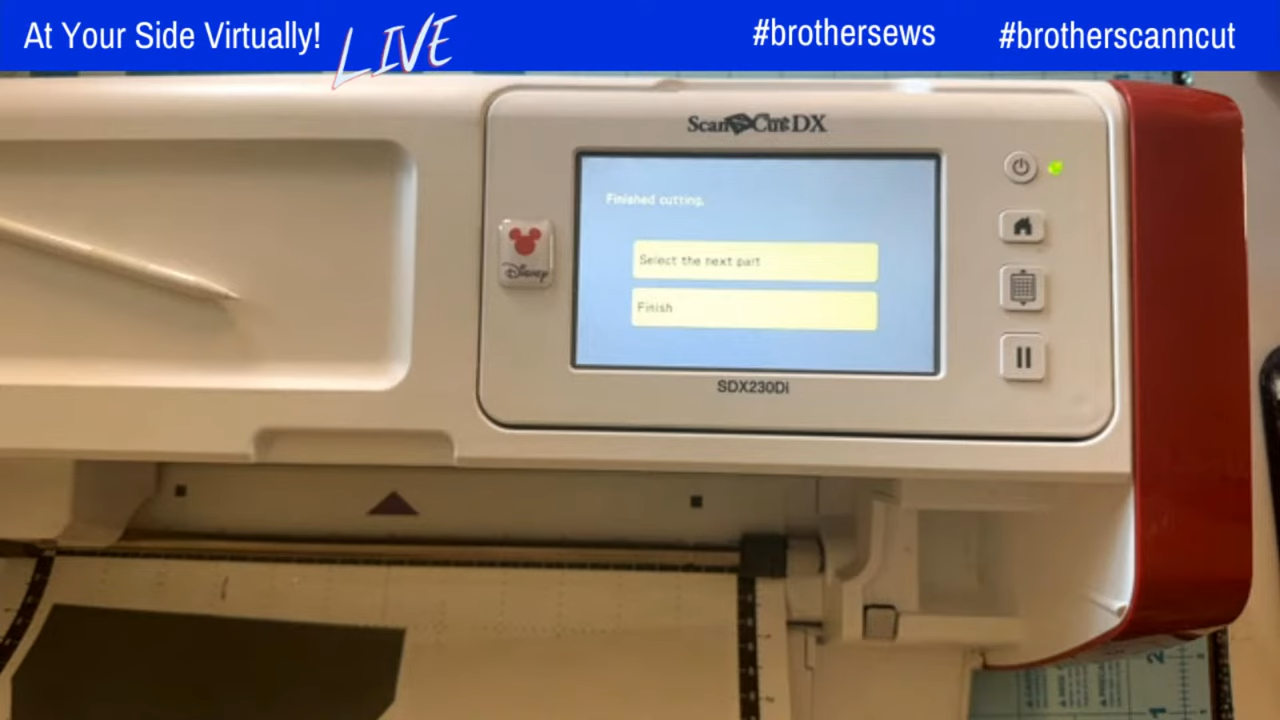 At Your Side Virtually! LIVE
#brothersews
#brotherscanncut
ScanNCut DX
Finished cutting.
Select the next part
Finish
Disney
SDX230Di